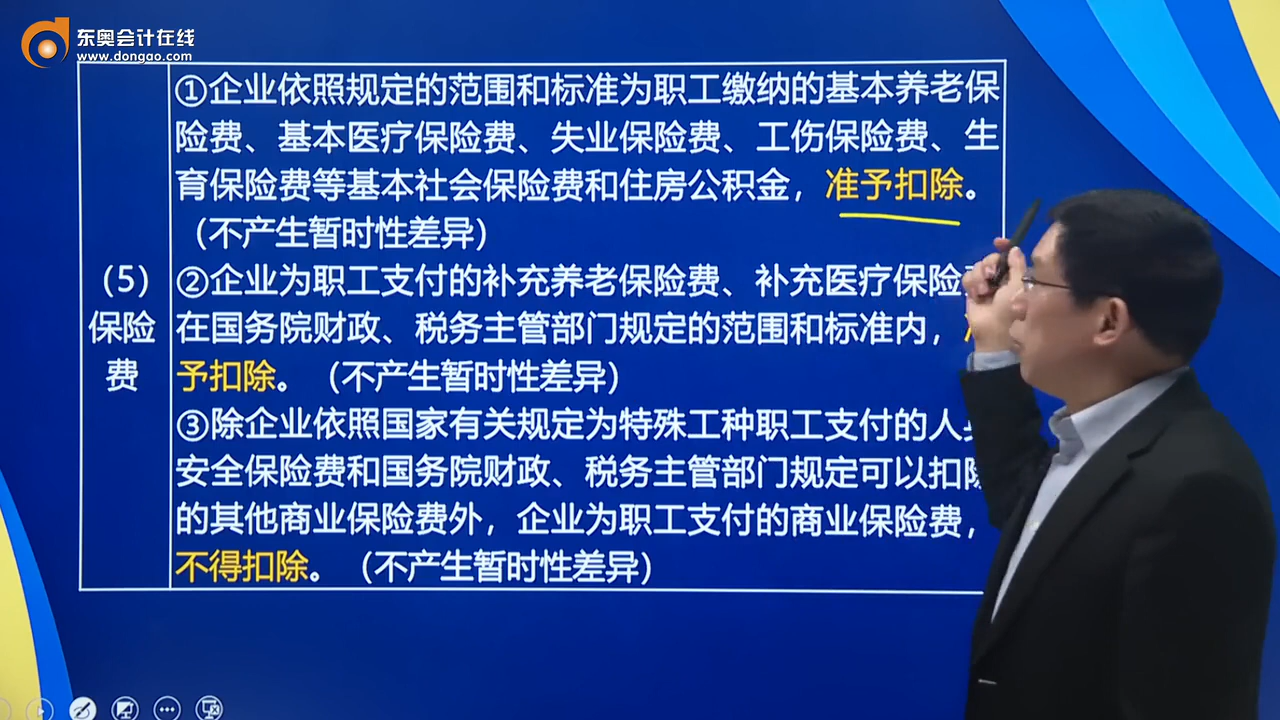 东奥会计在线
www.dongao.com
(5)
保险
费
①企业依照规定的范围和标准为职工缴纳的基本养老保
险费、基本医疗保险费、失业保险费、工伤保险费、生
育保险费等基本社会保险费和住房公积金，准予扣除。
(不产生暂时性差异)
②企业为职工支付的补充养老保险费、补充医疗保险
在国务院财政、税务主管部门规定的范围和标准内，
予扣除。(不产生暂时性差异)
③除企业依照国家有关规定为特殊工种职工支付的人
安全保险费和国务院财政、税务主管部门规定可以扣除
的其他商业保险费外，企业为职工支付的商业保险费，
不得扣除。(不产生暂时性差异)